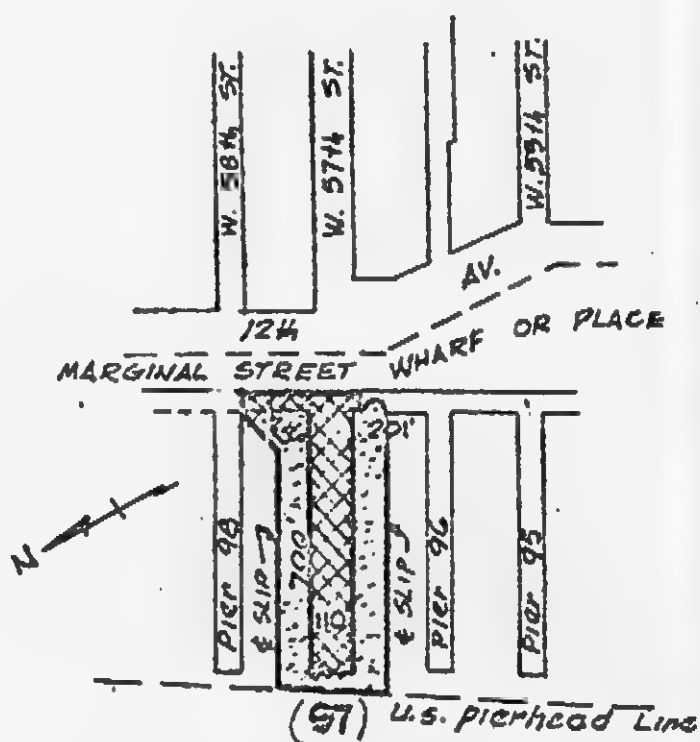 W. 58th ST.
W. 57th ST.
W. 55th ST.
AV.
12th
WHARF OR PLACE
MARGINAL STREET
201'
N
Pier 98
℄ SLIP
700'
110
℄ SLIP
Pier 96
Pier 95
(97) U.S. Pierhead Line